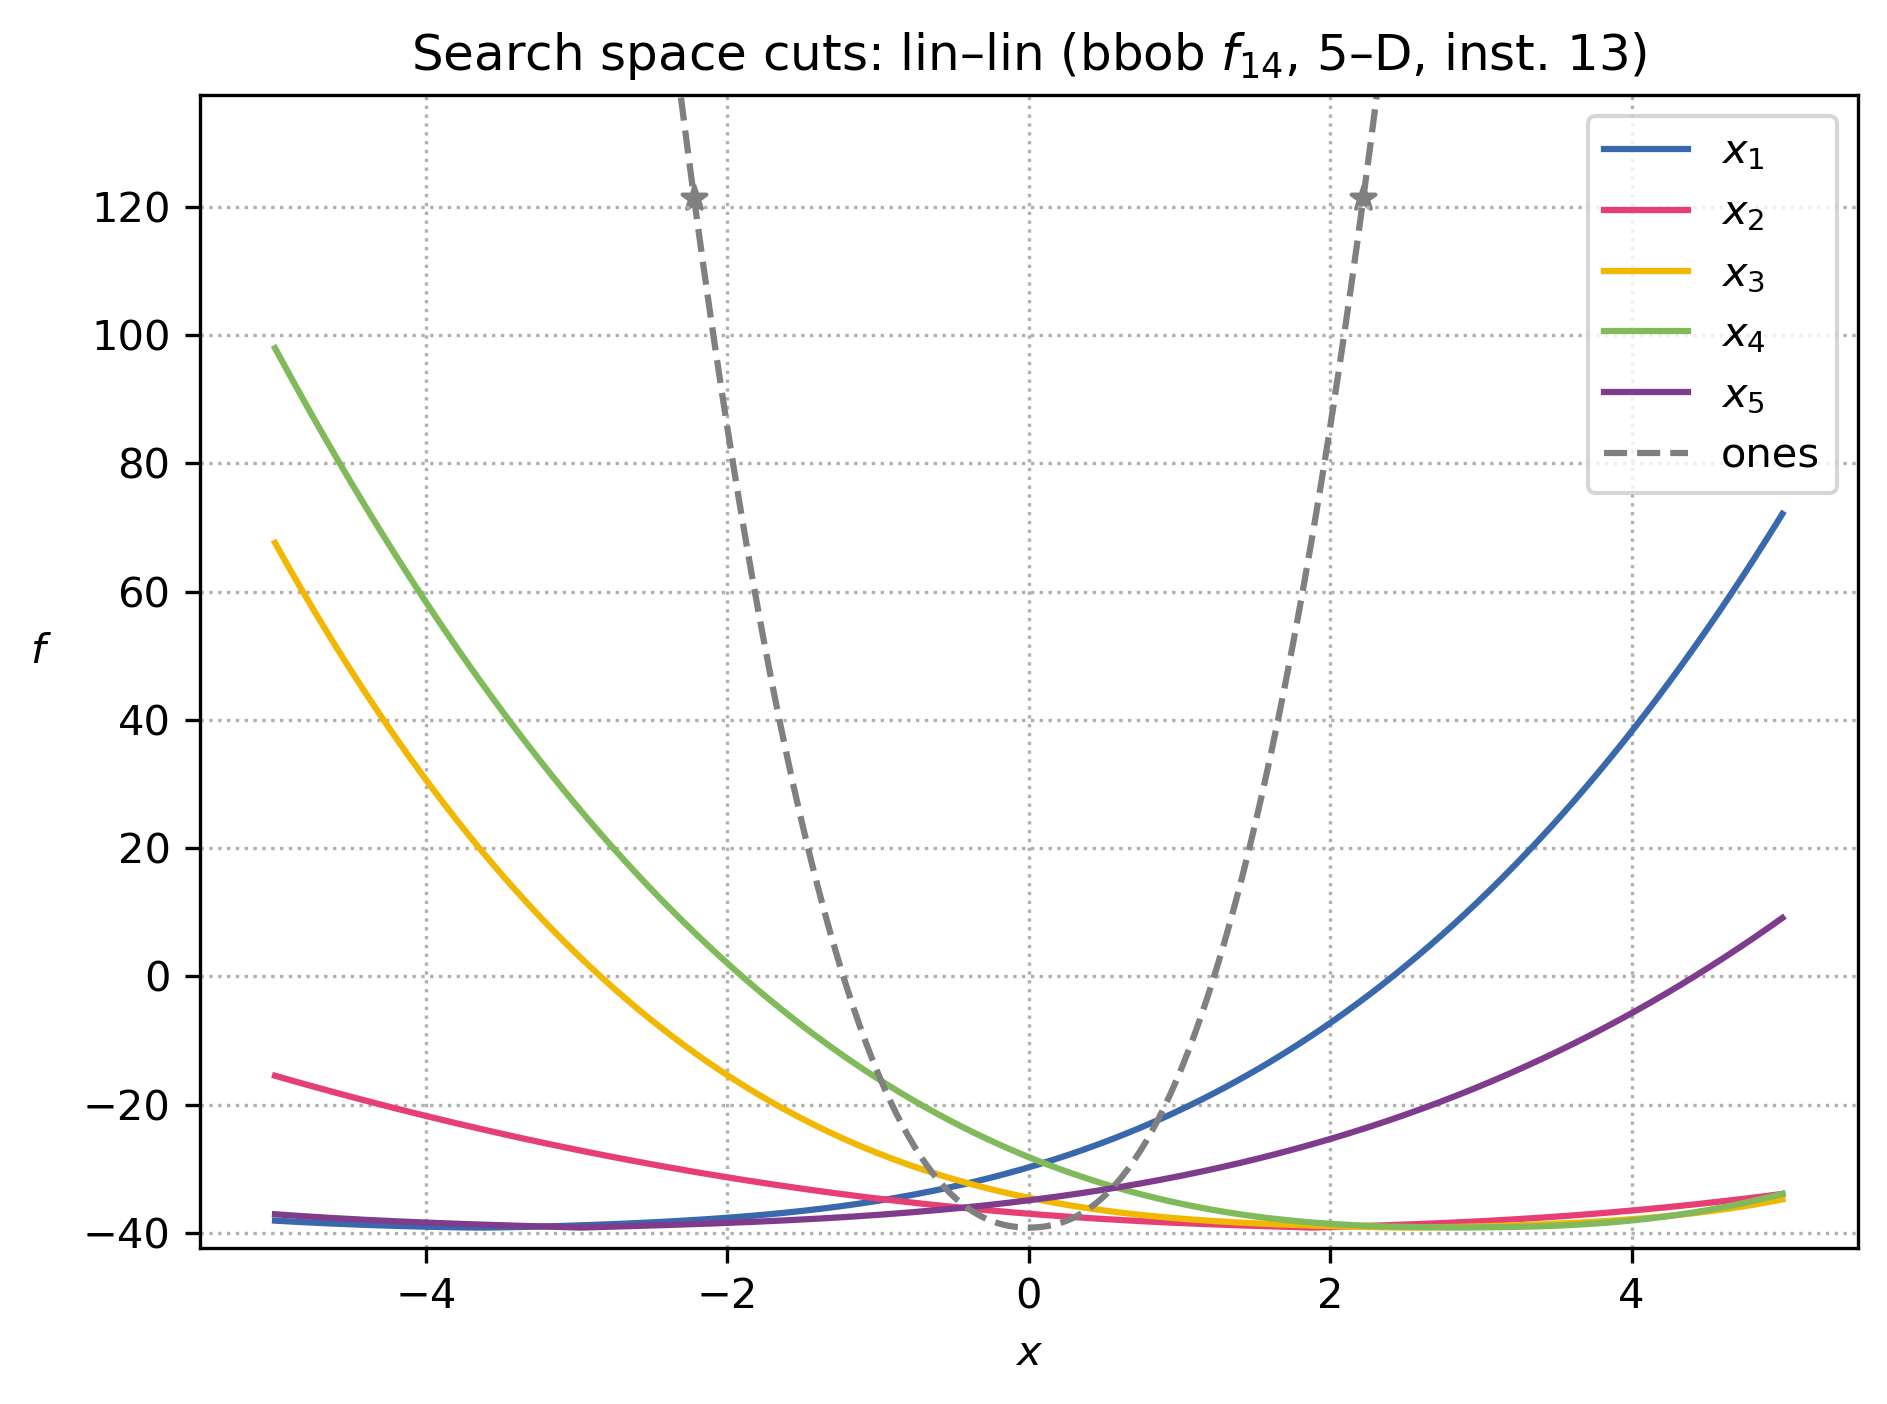 Search space cuts: lin–lin (bbob f₁₄, 5–D, inst. 13)
x₁
x₂
x₃
x₄
x₅
ones
120
100
80
60
40
20
0
−20
−40
f
−4 −2 0 2 4
x